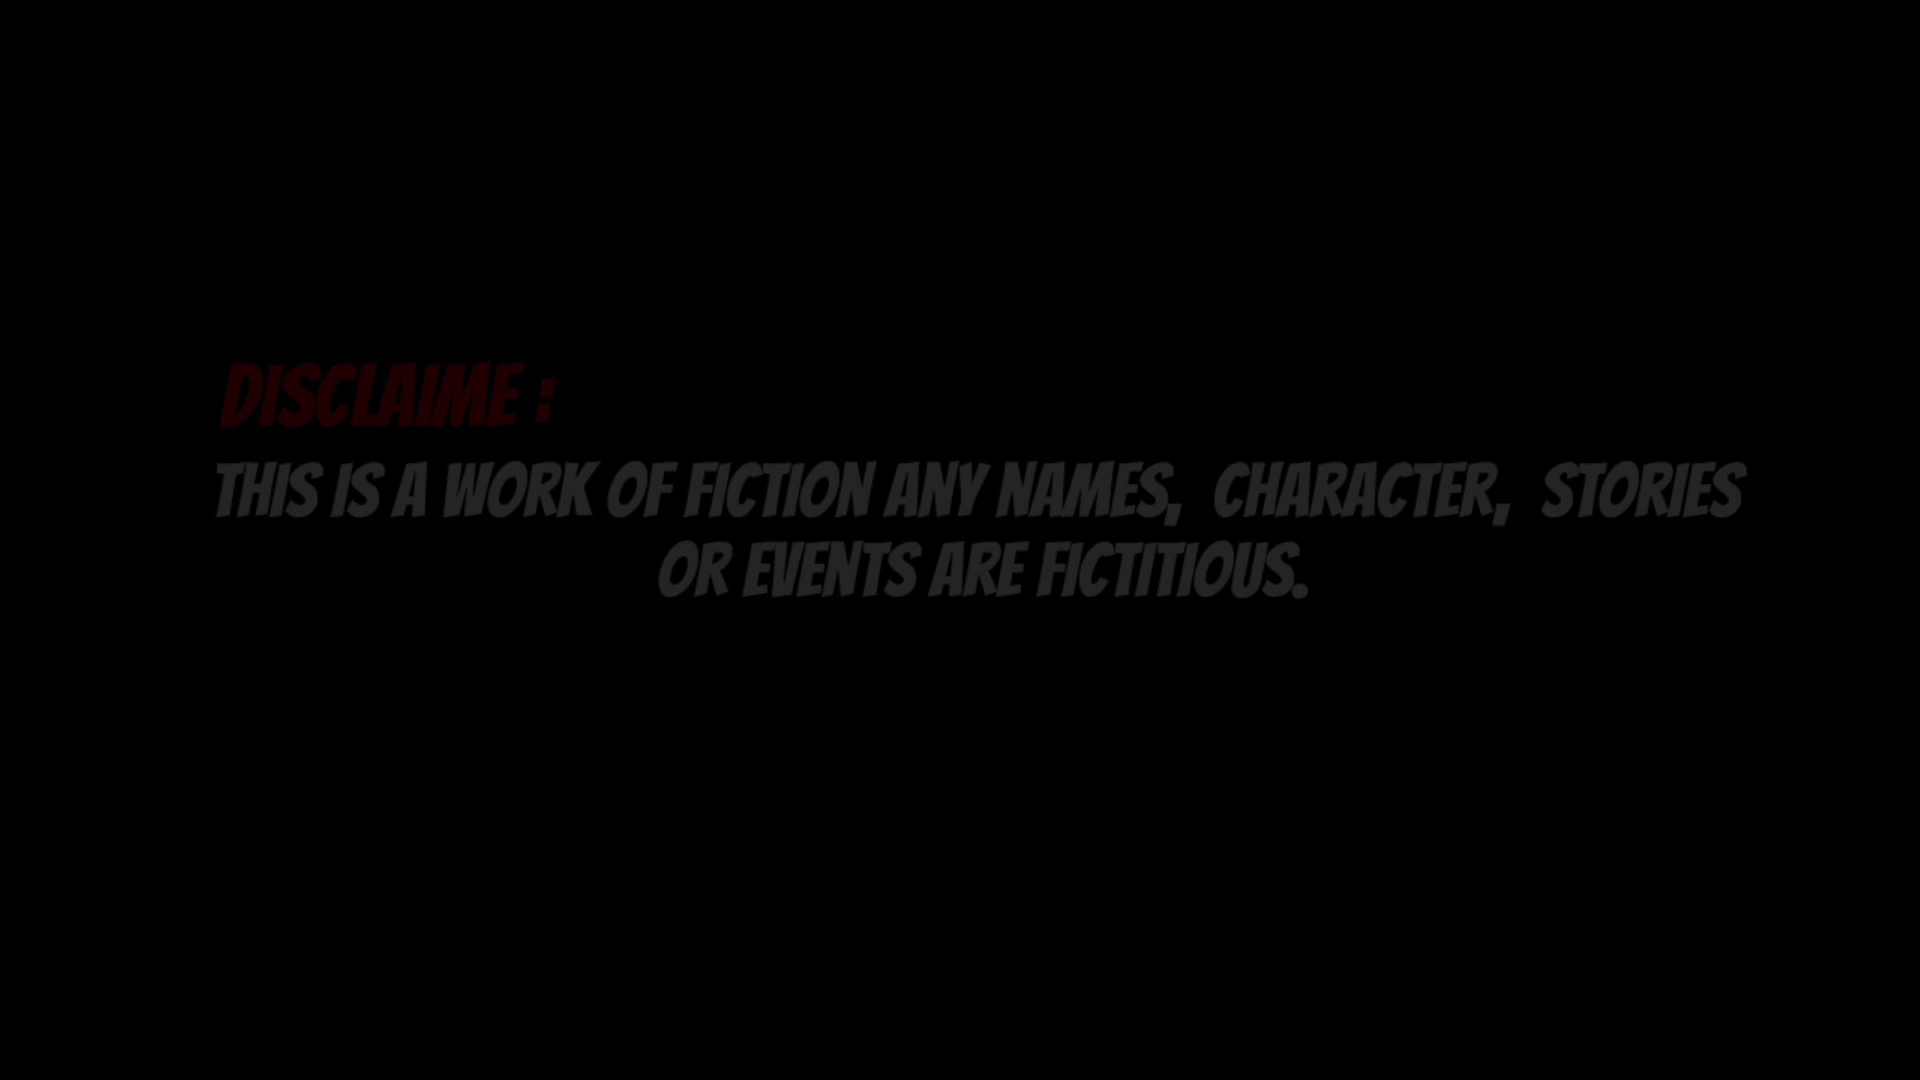 DISCLAIME :
THIS IS A WORK OF FICTION ANY NAMES, CHARACTER, STORIES
OR EVENTS ARE FICTITIOUS.